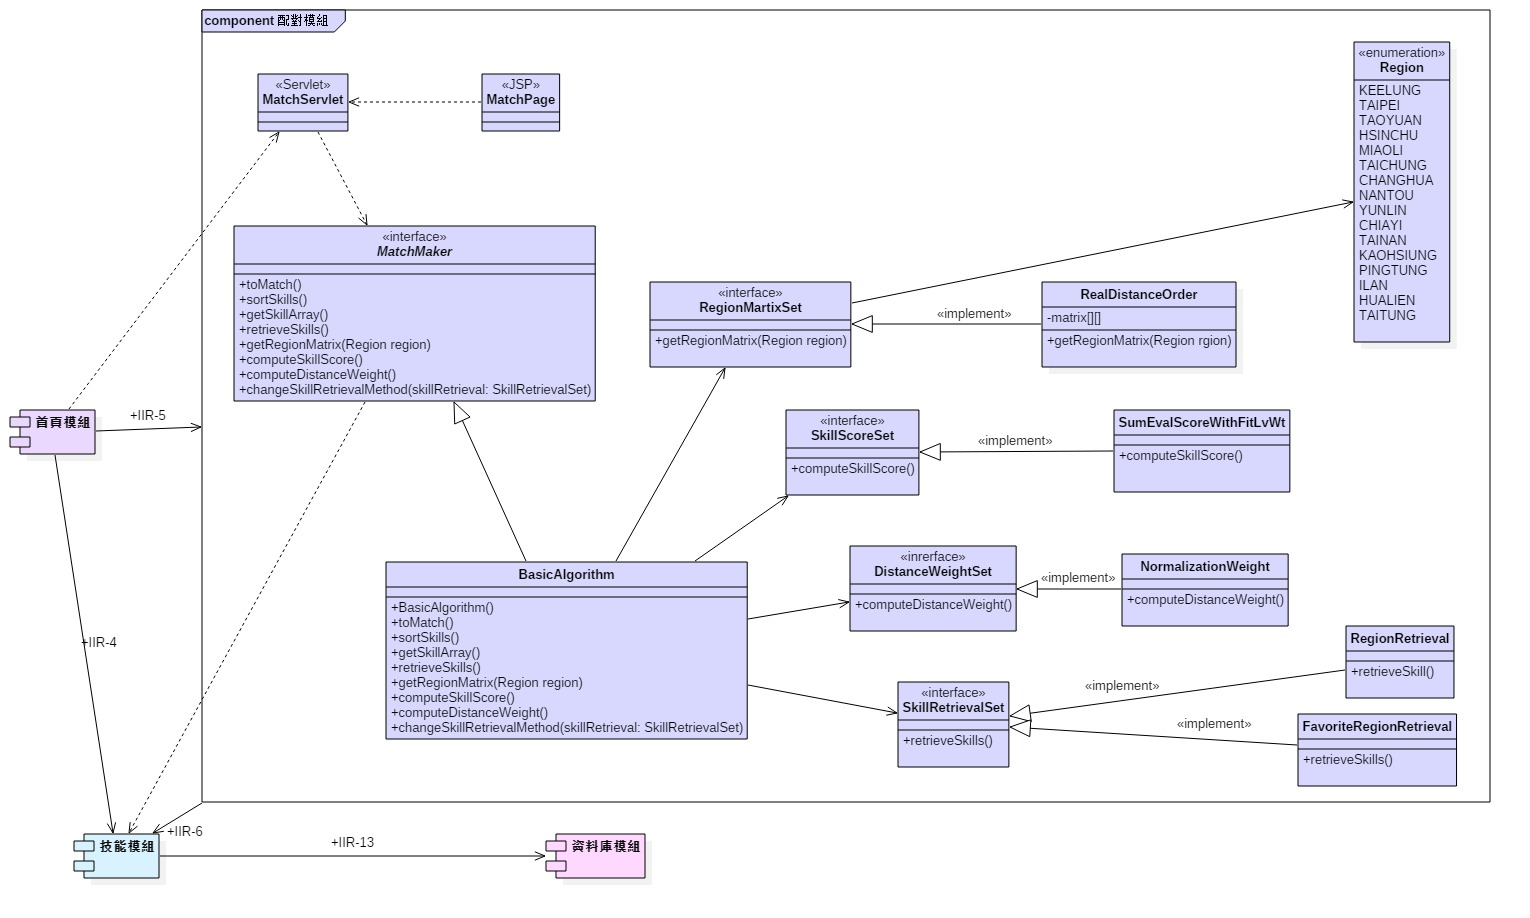 component 配對模組
«Servlet»
MatchServlet
«JSP»
MatchPage
«enumeration»
Region
KEELUNG
TAIPEI
TAOYUAN
HSINCHU
MIAOLI
TAICHUNG
CHANGHUA
NANTOU
YUNLIN
CHIAYI
TAINAN
KAOHSIUNG
PINGTUNG
ILAN
HUALIEN
TAITUNG
«interface»
MatchMaker
+toMatch()
+sortSkills()
+getSkillArray()
+retrieveSkills()
+getRegionMatrix(Region region)
+computeSkillScore()
+computeDistanceWeight()
+changeSkillRetrievalMethod(skillRetrieval: SkillRetrievalSet)
«interface»
RegionMartixSet
+getRegionMatrix(Region region)
«implement»
RealDistanceOrder
-matrix[][]
+getRegionMatrix(Region rgion)
首頁模組
+IIR-5
«interface»
SkillScoreSet
+computeSkillScore()
«implement»
SumEvalScoreWithFitLvWt
+computeSkillScore()
BasicAlgorithm
+BasicAlgorithm()
+toMatch()
+sortSkills()
+getSkillArray()
+retrieveSkills()
+getRegionMatrix(Region region)
+computeSkillScore()
+computeDistanceWeight()
+changeSkillRetrievalMethod(skillRetrieval: SkillRetrievalSet)
«inrerface»
DistanceWeightSet
+computeDistanceWeight()
«implement»
NormalizationWeight
+computeDistanceWeight()
+IIR-4
«interface»
SkillRetrievalSet
+retrieveSkills()
«implement»
RegionRetrieval
+retrieveSkill()
«implement»
FavoriteRegionRetrieval
+retrieveSkills()
+IIR-6
技能模組
+IIR-13
資料庫模組